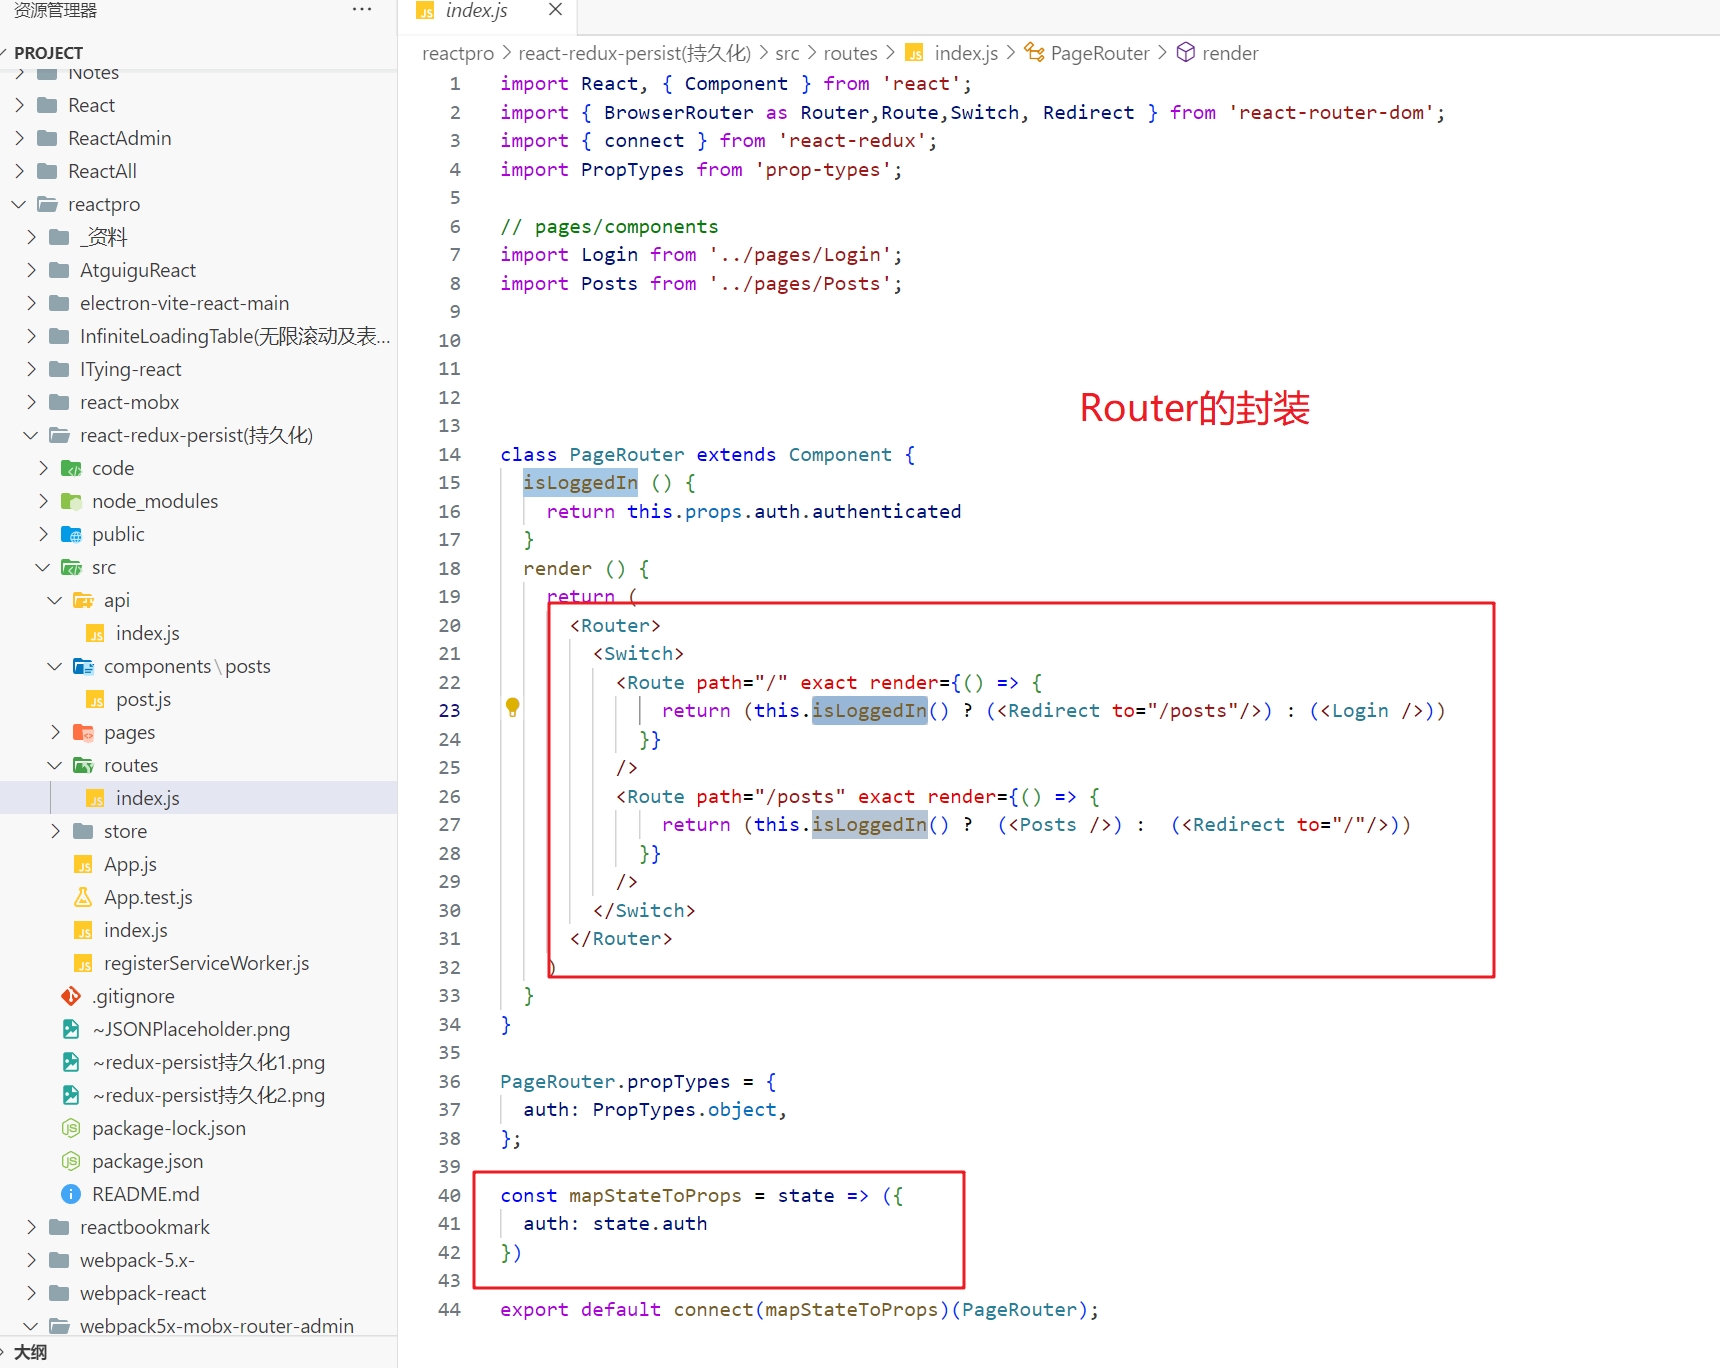 资源管理器
···
PROJECT
Notes
React
ReactAdmin
ReactAll
reactpro
_资料
AtguiguReact
electron-vite-react-main
InfiniteLoadingTable(无限滚动及表...
ITying-react
react-mobx
react-redux-persist(持久化)
code
node_modules
public
src
api
index.js
components\posts
post.js
pages
routes
index.js
store
App.js
App.test.js
index.js
registerServiceWorker.js
.gitignore
~JSONPlaceholder.png
~redux-persist持久化1.png
~redux-persist持久化2.png
package-lock.json
package.json
README.md
reactbookmark
webpack-5.x-
webpack-react
webpack5x-mobx-router-admin
大纲
JS index.js ×
reactpro > react-redux-persist(持久化) > src > routes > JS index.js > PageRouter > render
1 import React, { Component } from 'react';
2 import { BrowserRouter as Router,Route,Switch, Redirect } from 'react-router-dom';
3 import { connect } from 'react-redux';
4 import PropTypes from 'prop-types';
5
6 // pages/components
7 import Login from '../pages/Login';
8 import Posts from '../pages/Posts';
9
10
11
12
Router的封装
13
14 class PageRouter extends Component {
15   isLoggedIn () {
16     return this.props.auth.authenticated
17   }
18   render () {
19     return (
20       <Router>
21         <Switch>
22           <Route path="/" exact render={() => {
23               return (this.isLoggedIn() ? (<Redirect to="/posts"/>) : (<Login />))
24             }}
25           />
26           <Route path="/posts" exact render={() => {
27               return (this.isLoggedIn() ?  (<Posts />) :  (<Redirect to="/"/>))
28             }}
29           />
30         </Switch>
31       </Router>
32     )
33   }
34 }
35
36 PageRouter.propTypes = {
37   auth: PropTypes.object,
38 };
39
40 const mapStateToProps = state => ({
41   auth: state.auth
42 })
43
44 export default connect(mapStateToProps)(PageRouter);